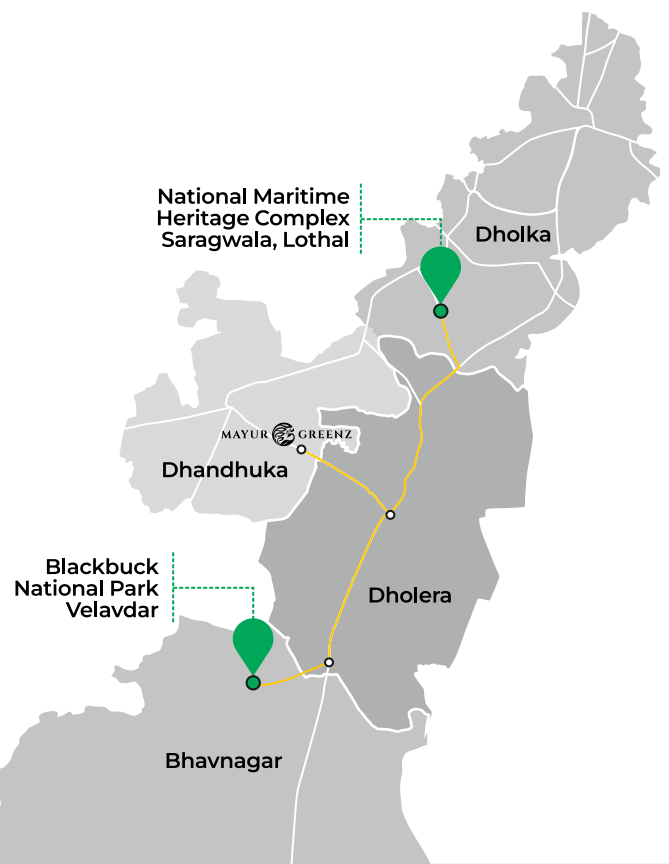 National Maritime
Heritage Complex
Saragwala, Lothal
Dholka
MAYUR GREENZ
Dhandhuka
Blackbuck
National Park
Velavdar
Dholera
Bhavnagar